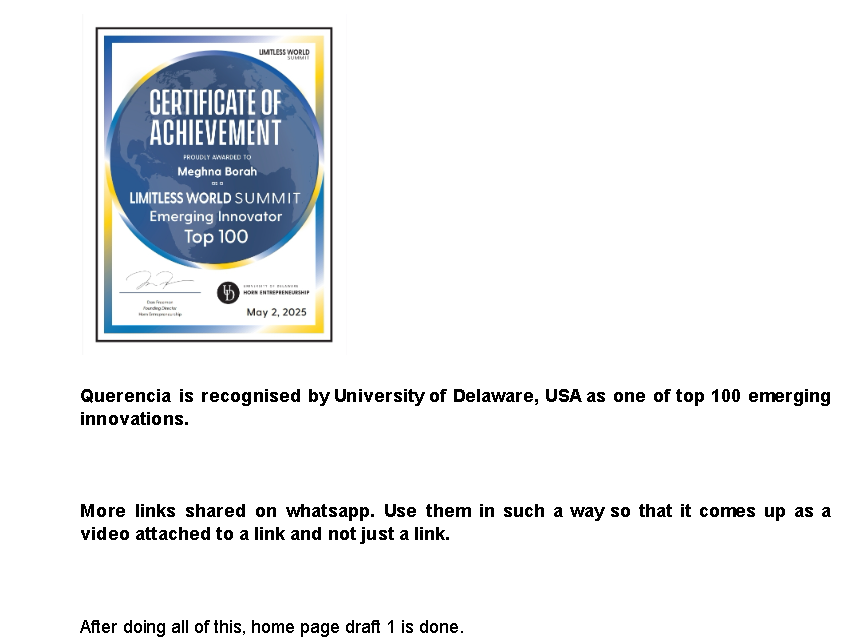 LIMITLESS WORLD
SUMMIT
CERTIFICATE OF
ACHIEVEMENT
PROUDLY AWARDED TO
Meghna Borah
as a
LIMITLESS WORLD SUMMIT
Emerging Innovator
Top 100
UNIVERSITY OF DELAWARE
HORN ENTREPRENEURSHIP
Founding Director
Horn Entrepreneurship
May 2, 2025
Querencia is recognised by University of Delaware, USA as one of top 100 emerging
innovations.
More links shared on whatsapp. Use them in such a way so that it comes up as a
video attached to a link and not just a link.
After doing all of this, home page draft 1 is done.